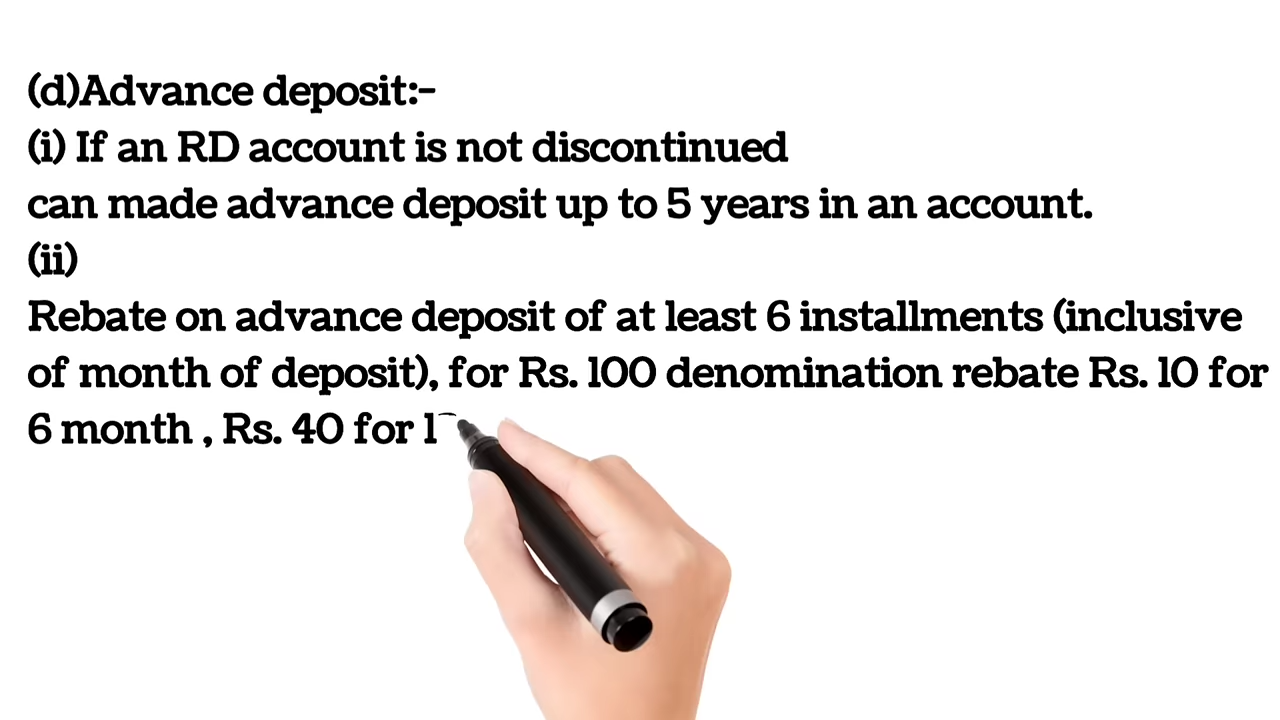 (d)Advance deposit:-
(i) If an RD account is not discontinued
can made advance deposit up to 5 years in an account.
(ii)
Rebate on advance deposit of at least 6 installments (inclusive
of month of deposit), for Rs. 100 denomination rebate Rs. 10 for
6 month , Rs. 40 for